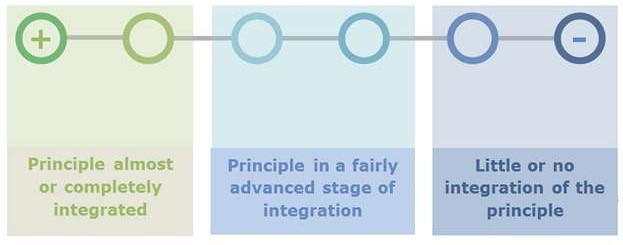 +
-
Principle almost
or completely
integrated
Principle in a fairly
advanced stage of
integration
Little or no
integration of the
principle